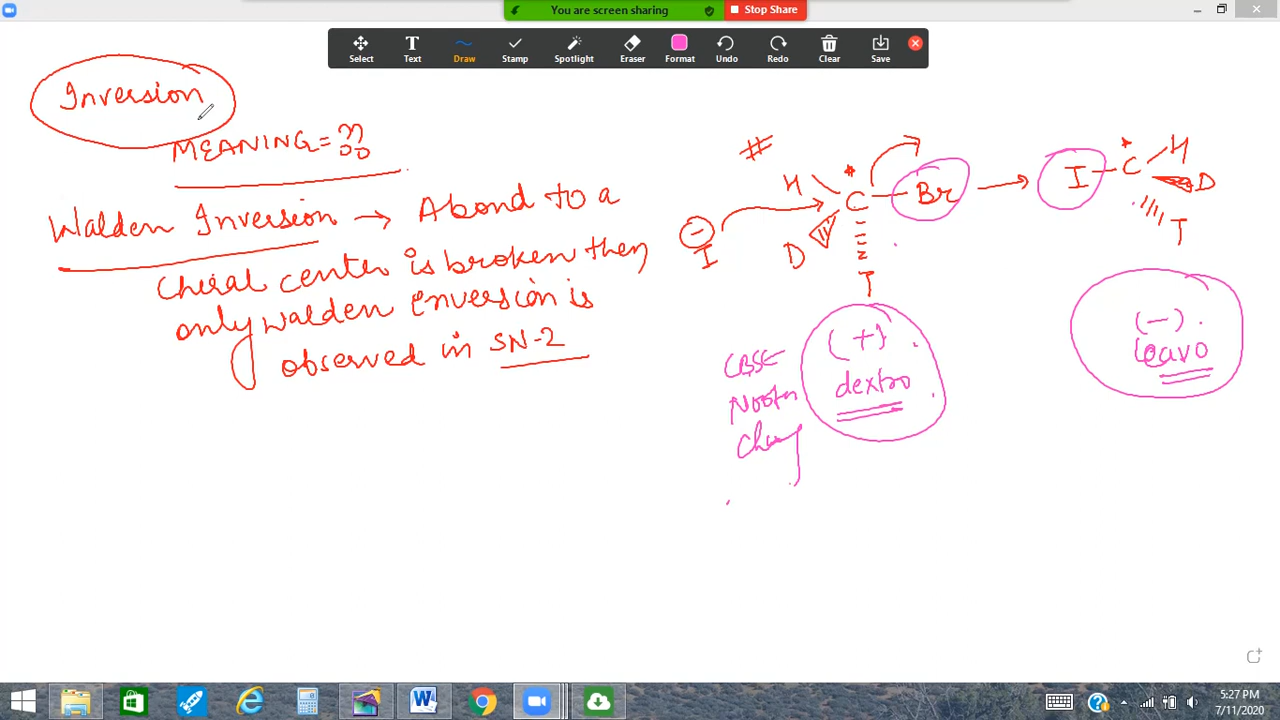 You are screen sharing Stop Share
Select Text Draw Stamp Spotlight Eraser Format Undo Redo Clear Save
Inversion
MEANING = ??
Walden Inversion → A bond to a
Chiral center is broken then
only walden inversion is
observed in SN-2
#
H
* C — Br →
I — C *
H
D
T
⊖
I
D
T
(+)
dextro
(-)
leavo
CBSE
5:27 PM
7/11/2020